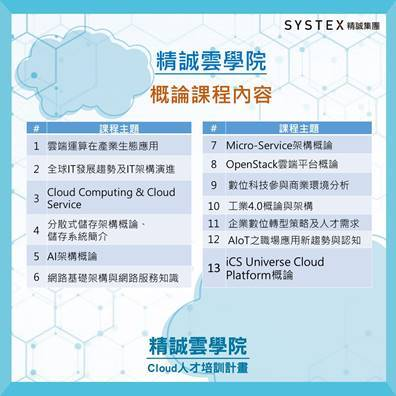 SYSTEX 精誠集團
精誠雲學院
概論課程內容
# 課程主題
1 雲端運算在產業生態應用
2 全球IT發展趨勢及IT架構演進
3 Cloud Computing & Cloud
Service
4 分散式儲存架構概論、
儲存系統簡介
5 AI架構概論
6 網路基礎架構與網路服務知識
# 課程主題
7 Micro-Service架構概論
8 OpenStack雲端平台概論
9 數位科技參與商業環境分析
10 工業4.0概論與架構
11 企業數位轉型策略及人才需求
12 AIoT之職場應用新趨勢與認知
13 iCS Universe Cloud
Platform概論
精誠雲學院
Cloud人才培訓計畫